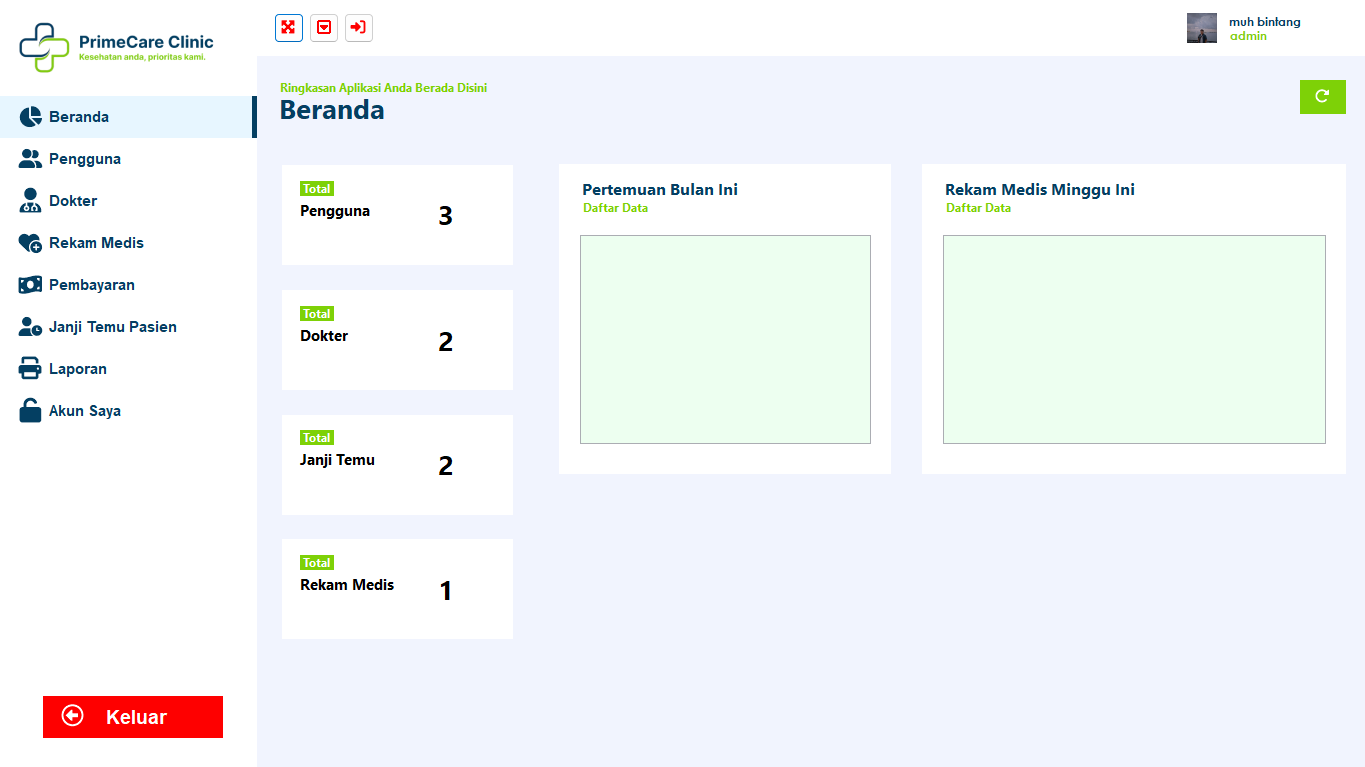 PrimeCare Clinic
Kesehatan anda, prioritas kami.
muh bintang
admin
Beranda
Pengguna
Dokter
Rekam Medis
Pembayaran
Janji Temu Pasien
Laporan
Akun Saya
Keluar
Ringkasan Aplikasi Anda Berada Disini
Beranda
Total
Pengguna 3
Total
Dokter 2
Total
Janji Temu 2
Total
Rekam Medis 1
Pertemuan Bulan Ini
Daftar Data
Rekam Medis Minggu Ini
Daftar Data